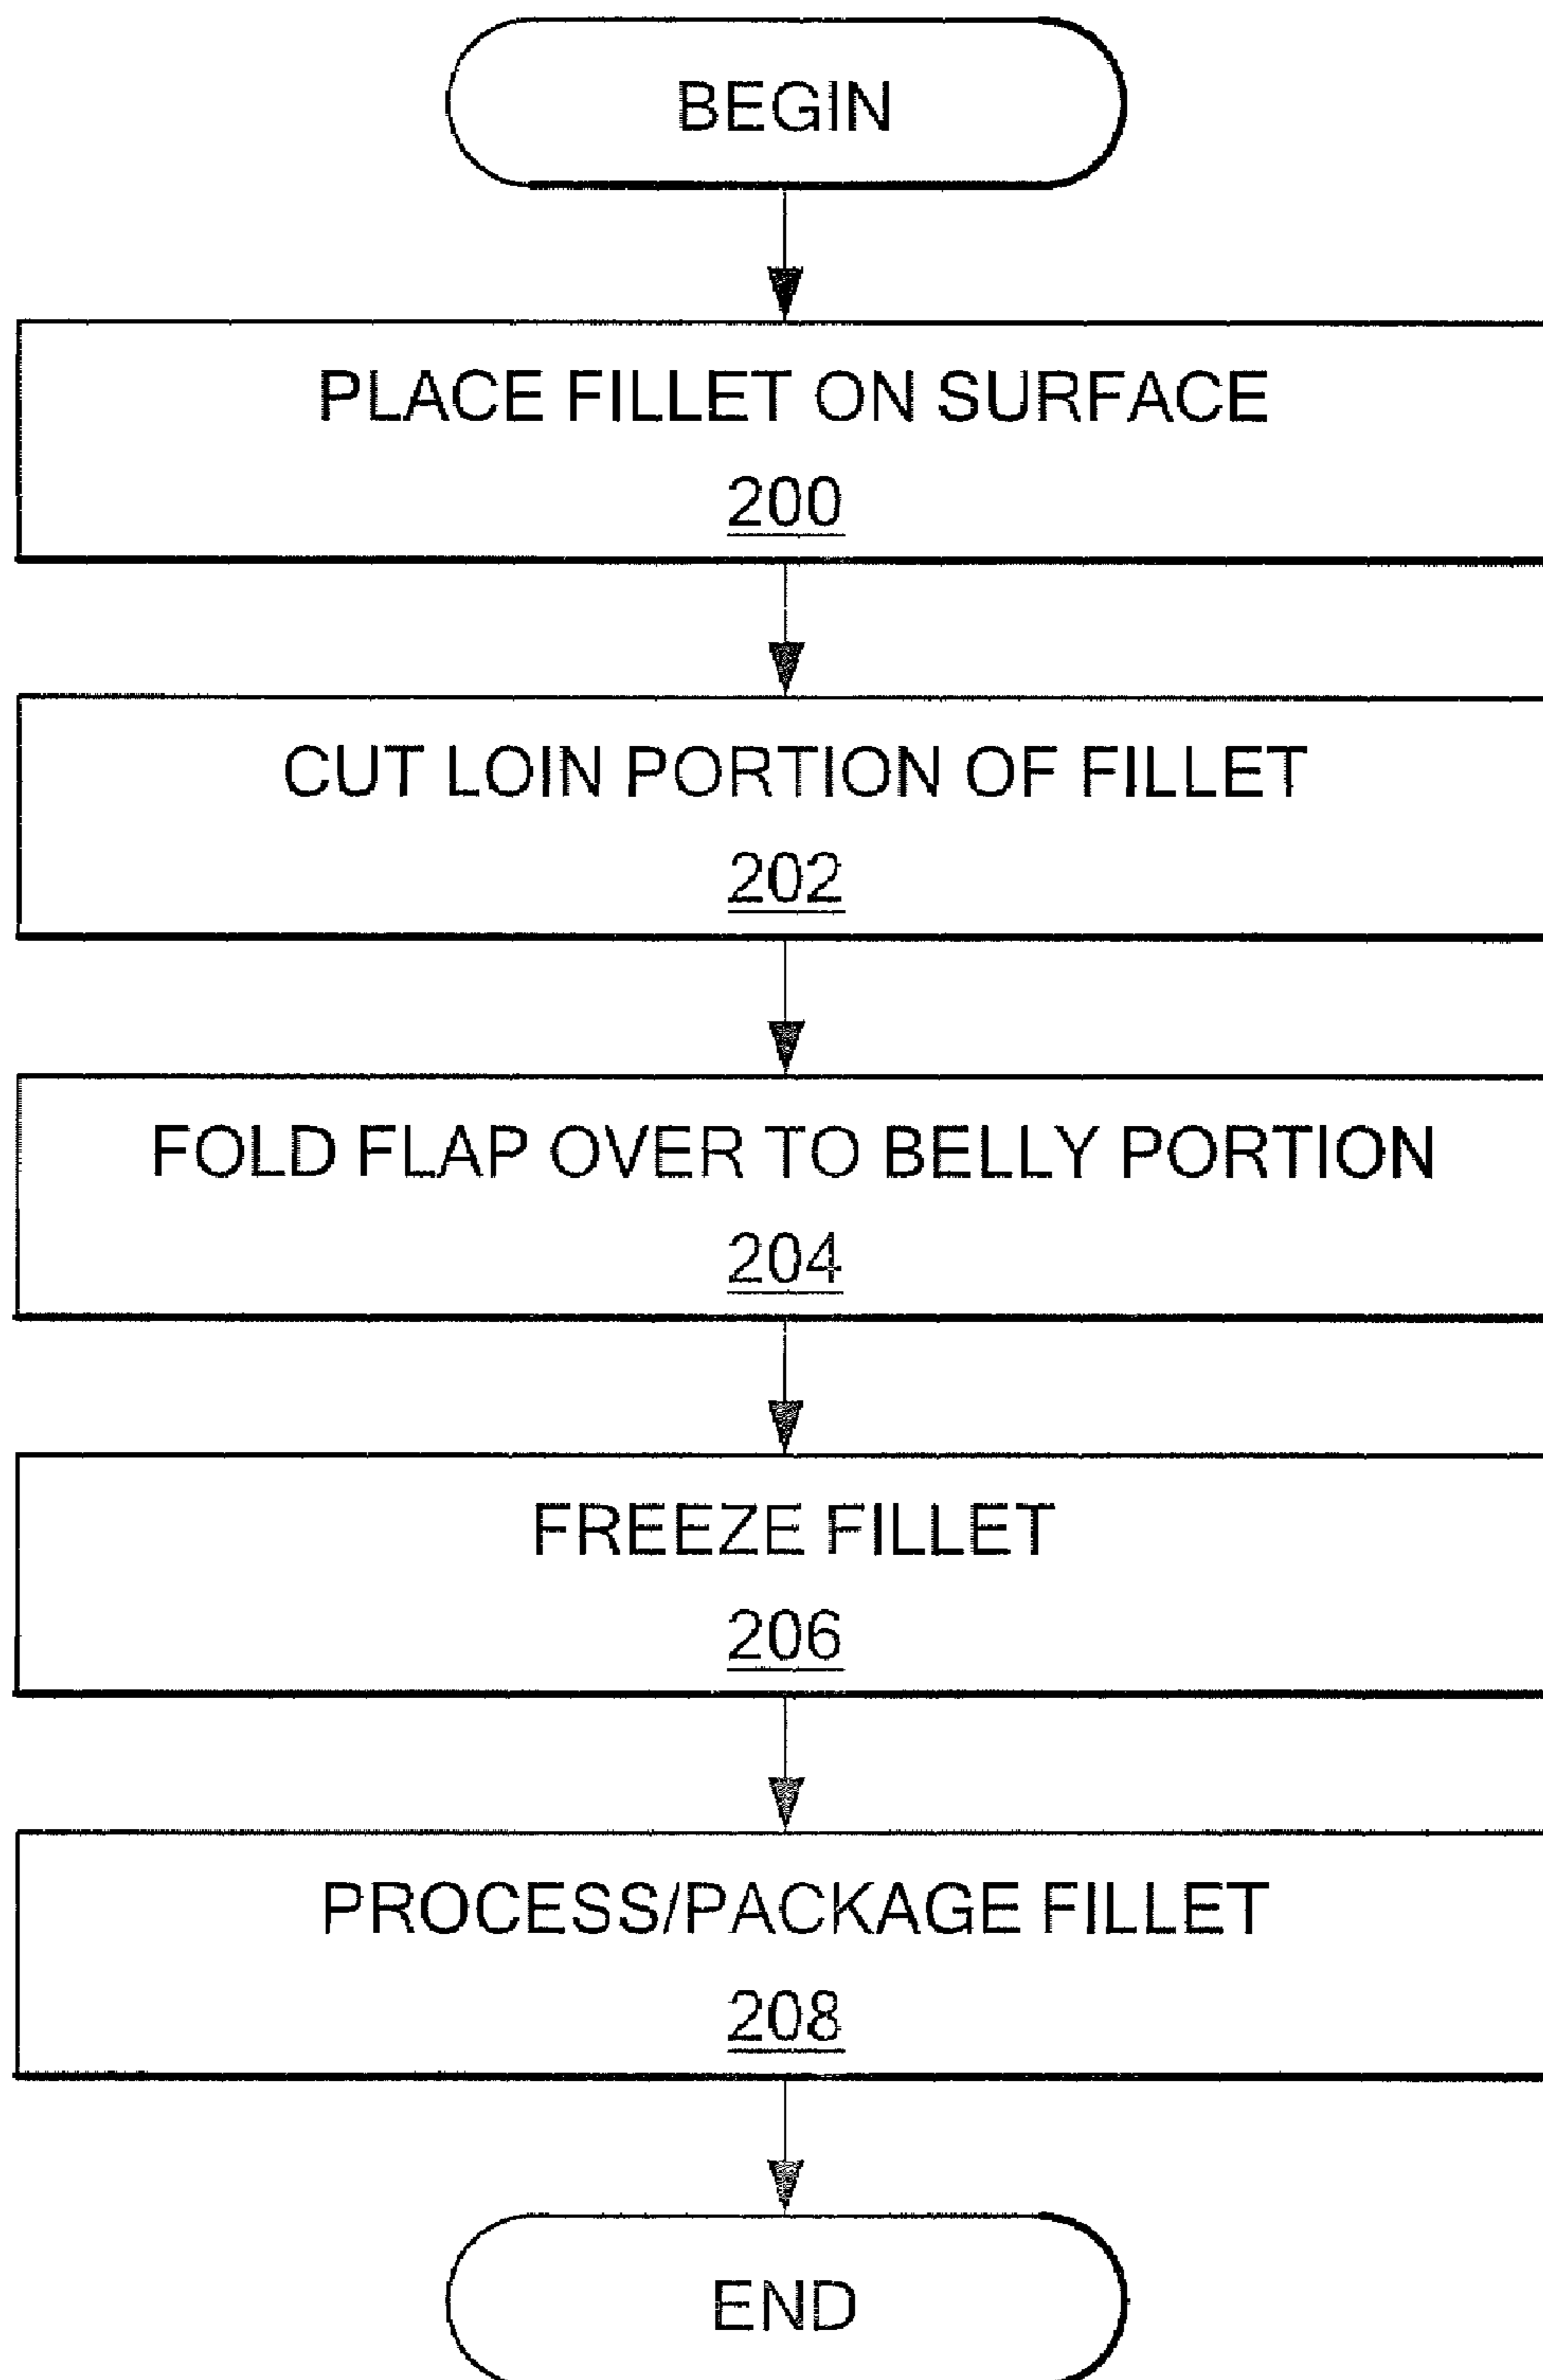 BEGIN
PLACE FILLET ON SURFACE
200
CUT LOIN PORTION OF FILLET
202
FOLD FLAP OVER TO BELLY PORTION
204
FREEZE FILLET
206
PROCESS/PACKAGE FILLET
208
END